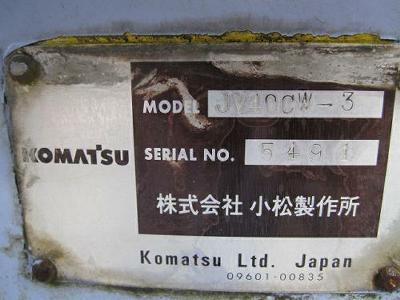 MODEL JV40CW-3
KOMATSU
SERIAL NO. 5491
株式会社 小松製作所
Komatsu Ltd. Japan
09601-00835